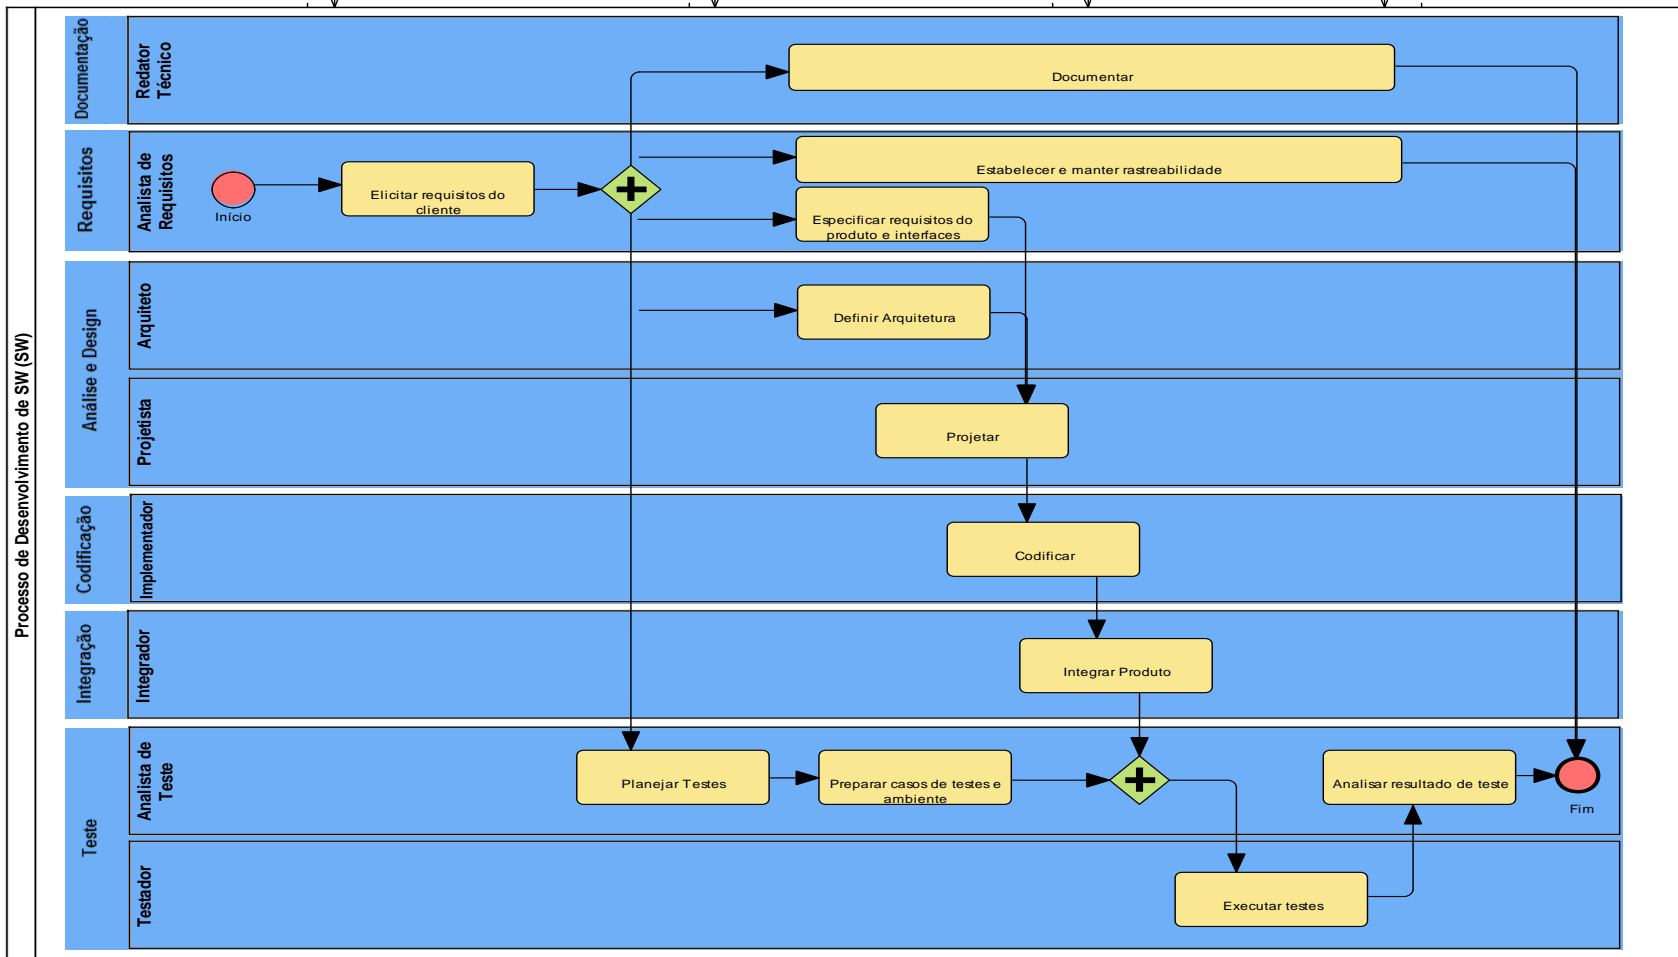 Processo de Desenvolvimento de SW (SW)
Documentação
Redator
Técnico
Documentar
Requisitos
Analista de
Requisitos
Início
Elicitar requisitos do
cliente
Estabelecer e manter rastreabilidade
Especificar requisitos do
produto e interfaces
Análise e Design
Arquiteto
Definir Arquitetura
Projetista
Projetar
Codificação
Implementador
Codificar
Integração
Integrador
Integrar Produto
Teste
Analista de
Teste
Planejar Testes
Preparar casos de testes e
ambiente
Analisar resultado de teste
Fim
Testador
Executar testes